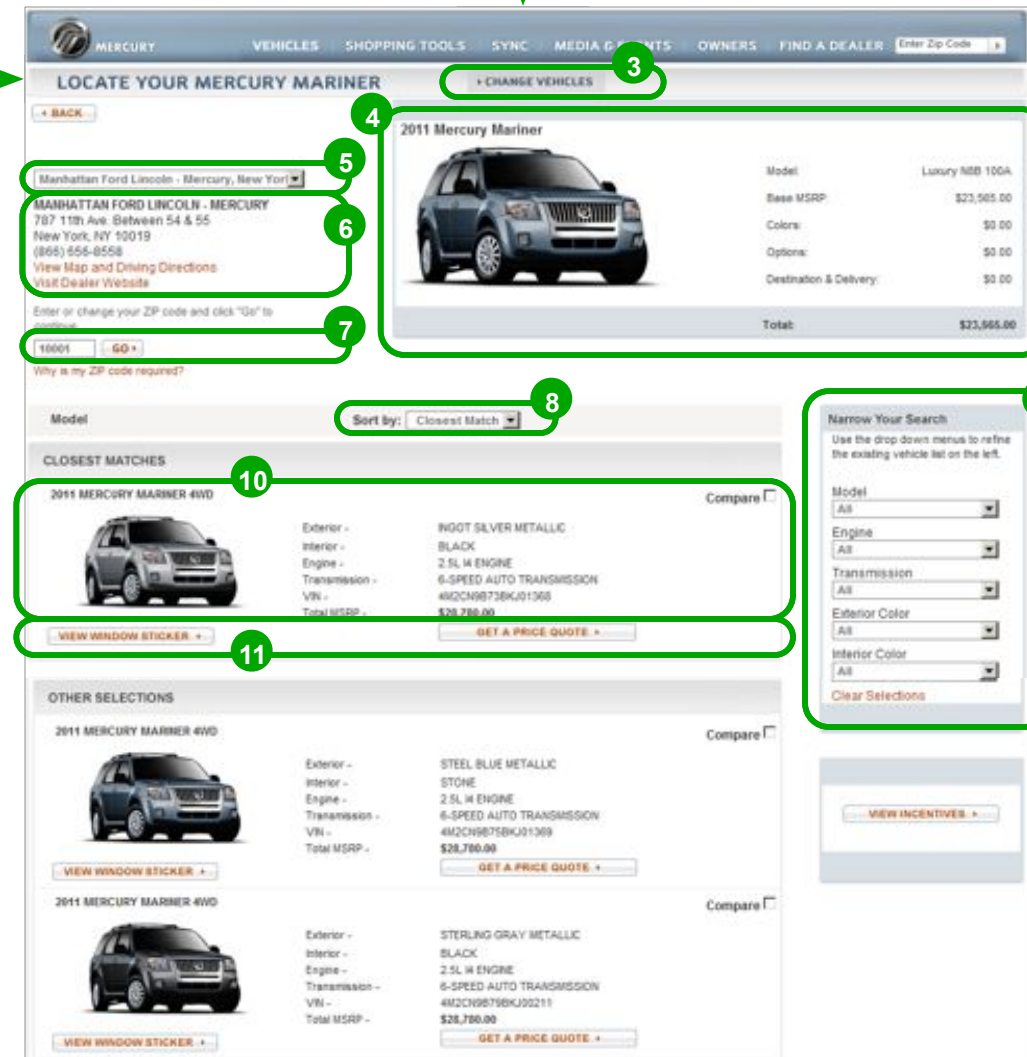 MERCURY VEHICLES SHOPPING TOOLS SYNC MEDIA & EVENTS OWNERS FIND A DEALER Enter Zip Code
LOCATE YOUR MERCURY MARINER
CHANGE VEHICLES
3
BACK
4
2011 Mercury Mariner
Model: Luxury N8B 100A
Base MSRP: $23,565.00
Colors: $0.00
Options: $0.00
Destination & Delivery: $0.00
Total: $23,565.00
5
Manhattan Ford Lincoln - Mercury, New Yor
MANHATTAN FORD LINCOLN - MERCURY
787 11th Ave. Between 54 & 55
New York, NY 10019
(866) 656-8558
View Map and Driving Directions
Visit Dealer Website
6
Enter or change your ZIP code and click "Go" to
continue
7
10001 GO
Why is my ZIP code required?
Model Sort by: Closest Match
8
CLOSEST MATCHES
10
2011 MERCURY MARINER 4WD Compare
Exterior - INGOT SILVER METALLIC
Interior - BLACK
Engine - 2.5L I4 ENGINE
Transmission - 6-SPEED AUTO TRANSMISSION
VIN - 4M2CN9B73BKJ01368
Total MSRP - $28,780.00
VIEW WINDOW STICKER GET A PRICE QUOTE
11
OTHER SELECTIONS
2011 MERCURY MARINER 4WD Compare
Exterior - STEEL BLUE METALLIC
Interior - STONE
Engine - 2.5L I4 ENGINE
Transmission - 6-SPEED AUTO TRANSMISSION
VIN - 4M2CN9B75BKJ01369
Total MSRP - $28,780.00
VIEW WINDOW STICKER GET A PRICE QUOTE
2011 MERCURY MARINER 4WD Compare
Exterior - STERLING GRAY METALLIC
Interior - BLACK
Engine - 2.5L I4 ENGINE
Transmission - 6-SPEED AUTO TRANSMISSION
VIN - 4M2CN9B79BKJ00211
Total MSRP - $28,780.00
VIEW WINDOW STICKER GET A PRICE QUOTE
Narrow Your Search
Use the drop down menus to refine
the existing vehicle list on the left.
Model
All
Engine
All
Transmission
All
Exterior Color
All
Interior Color
All
Clear Selections
VIEW INCENTIVES